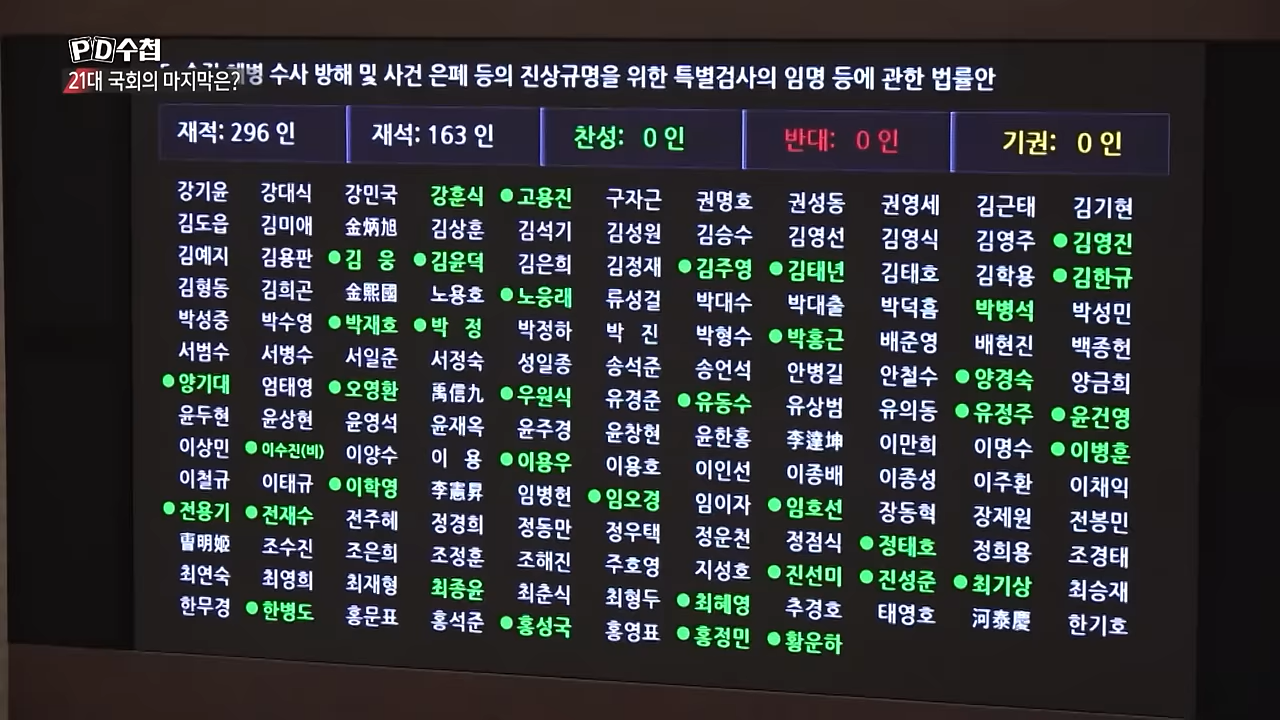 PD수첩
21대 국회의 마지막은?
해병 수사 방해 및 사건 은폐 등의 진상규명을 위한 특별검사의 임명 등에 관한 법률안
재적: 296 인 재석: 163 인 찬성: 0 인 반대: 0 인 기권: 0 인
강기윤 강대식 강민국 강훈식 고용진 구자근 권명호 권성동 권영세 김근태 김기현
김도읍 김미애 金炳旭 김상훈 김석기 김성원 김승수 김영선 김영식 김영주 김영진
김예지 김용판 김 웅 김윤덕 김은희 김정재 김주영 김태년 김태호 김학용 김한규
김형동 김희곤 金熙國 노용호 노웅래 류성걸 박대수 박대출 박덕흠 박병석 박성민
박성중 박수영 박재호 박 정 박정하 박 진 박형수 박홍근 배준영 배현진 백종헌
서범수 서병수 서일준 서정숙 성일종 송석준 송언석 안병길 안철수 양경숙 양금희
양기대 엄태영 오영환 禹信九 우원식 유경준 유동수 유상범 유의동 유정주 윤건영
윤두현 윤상현 윤영석 윤재옥 윤주경 윤창현 윤한홍 李達坤 이만희 이명수 이병훈
이상민 이수진(비) 이양수 이 용 이용우 이용호 이인선 이종배 이종성 이주환 이채익
이철규 이태규 이학영 李憲昇 임병헌 임오경 임이자 임호선 장동혁 장제원 전봉민
전용기 전재수 전주혜 정경희 정동만 정우택 정운천 정점식 정태호 정희용 조경태
曺明姬 조수진 조은희 조정훈 조해진 주호영 지성호 진선미 진성준 최기상 최승재
최연숙 최영희 최재형 최종윤 최춘식 최형두 최혜영 추경호 태영호 河泰慶 한기호
한무경 한병도 홍문표 홍석준 홍성국 홍영표 홍정민 황운하